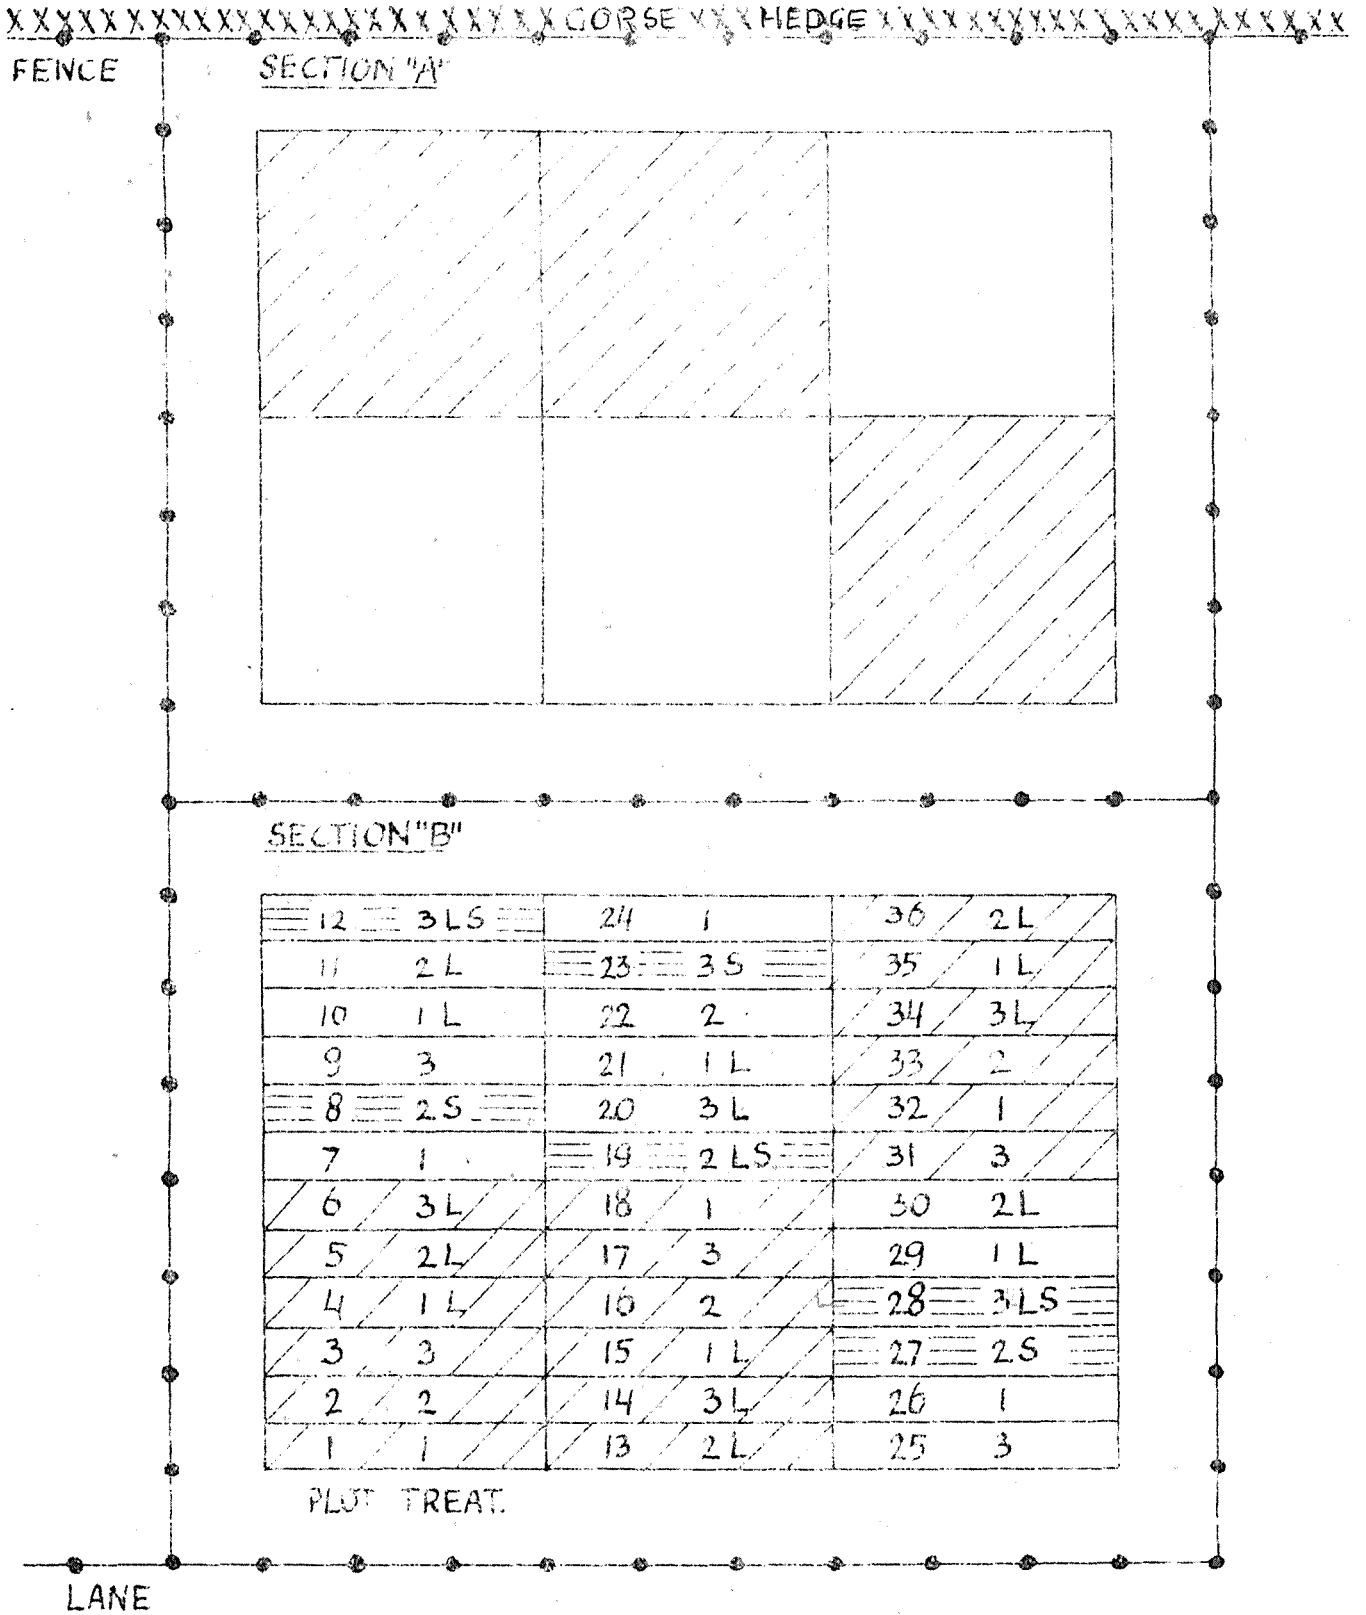 XXXXXXXXXXXXXXXXXXXXXXX GORSE XXX HEDGE XXXXXXXXXXXXXXXXXXXX
FENCE SECTION "A"
SECTION "B"
12 3LS 24 1 36 2L
11 2L 23 3S 35 1L
10 1L 22 2 34 3L
9 3 21 1L 33 2
8 2S 20 3L 32 1
7 1 19 2LS 31 3
6 3L 18 1 30 2L
5 2L 17 3 29 1L
4 1L 16 2 28 3LS
3 3 15 1L 27 2S
2 2 14 3L 26 1
1 1 13 2L 25 3
PLOT TREAT.
LANE